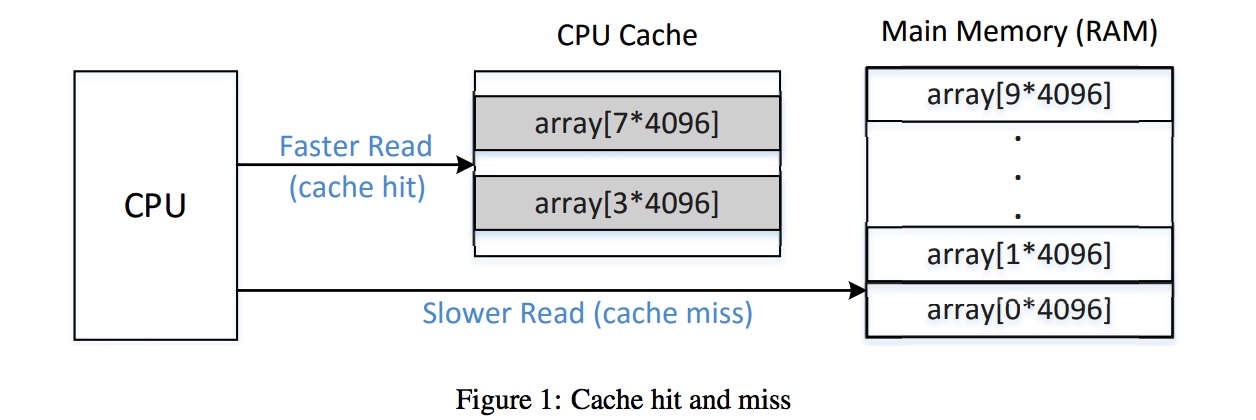 CPU Cache
Main Memory (RAM)
array[9*4096]
array[7*4096]
.
.
.
Faster Read
(cache hit)
CPU
array[3*4096]
array[1*4096]
Slower Read (cache miss)
array[0*4096]
Figure 1: Cache hit and miss